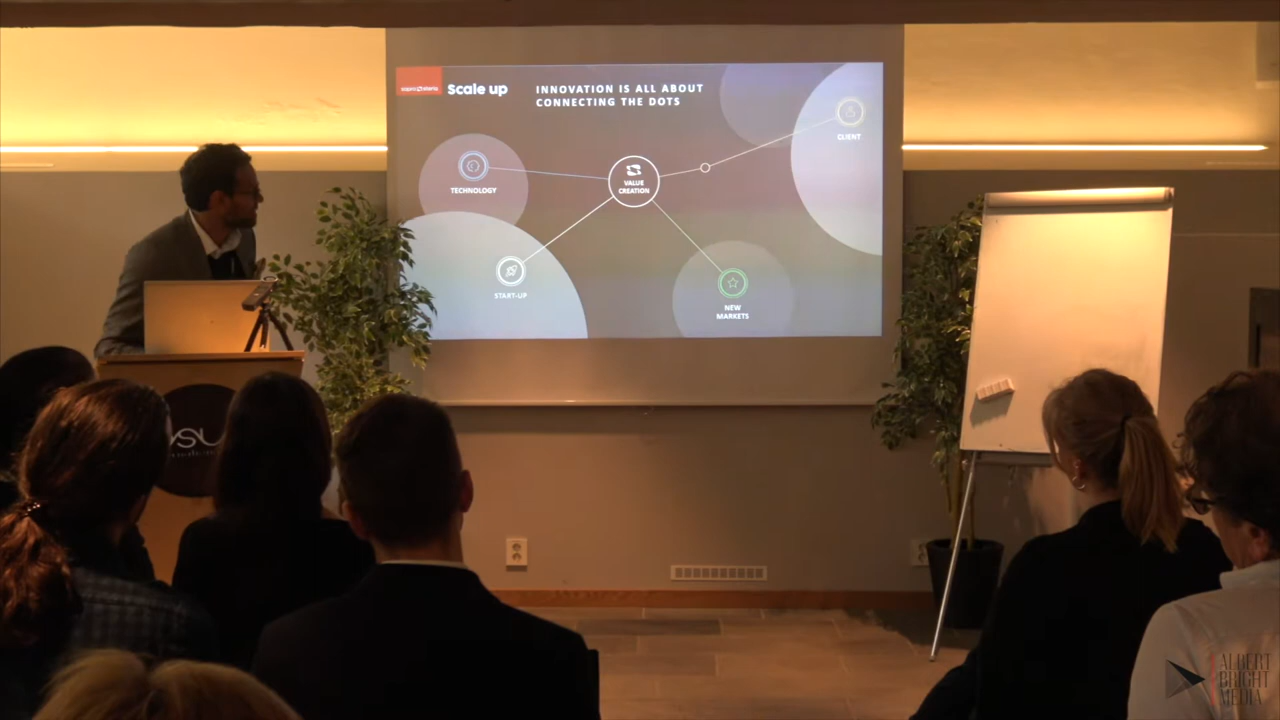 Scale up
INNOVATION IS ALL ABOUT
CONNECTING THE DOTS
CLIENT
TECHNOLOGY
VALUE
CREATION
START-UP
NEW
MARKETS
ALBERT
BRIGHT
MEDIA